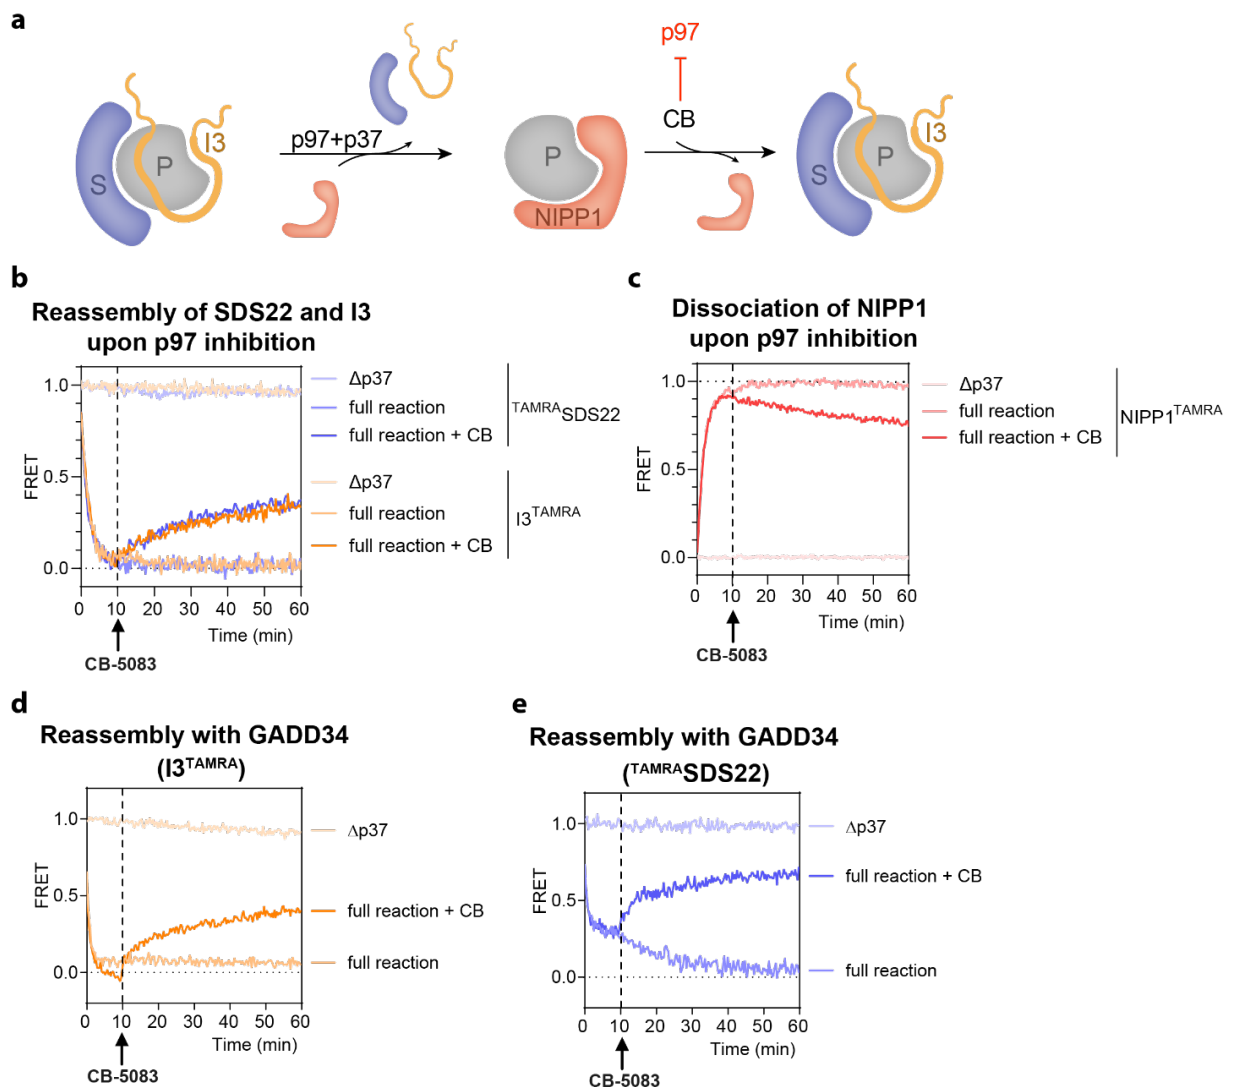 a
p97
CB
p97+p37
S
P
I3
P
NIPP1
S
P
I3
b
Reassembly of SDS22 and I3
upon p97 inhibition
FRET
1.0
0.5
0.0
0 10 20 30 40 50 60
Time (min)
CB-5083
Δp37
full reaction
full reaction + CB
TAMRASDS22
Δp37
full reaction
full reaction + CB
I3TAMRA
c
Dissociation of NIPP1
upon p97 inhibition
FRET
1.0
0.5
0.0
0 10 20 30 40 50 60
Time (min)
CB-5083
Δp37
full reaction
full reaction + CB
NIPP1TAMRA
d
Reassembly with GADD34
(I3TAMRA)
FRET
1.0
0.5
0.0
0 10 20 30 40 50 60
Time (min)
CB-5083
Δp37
full reaction + CB
full reaction
e
Reassembly with GADD34
(TAMRASDS22)
FRET
1.0
0.5
0.0
0 10 20 30 40 50 60
Time (min)
CB-5083
Δp37
full reaction + CB
full reaction